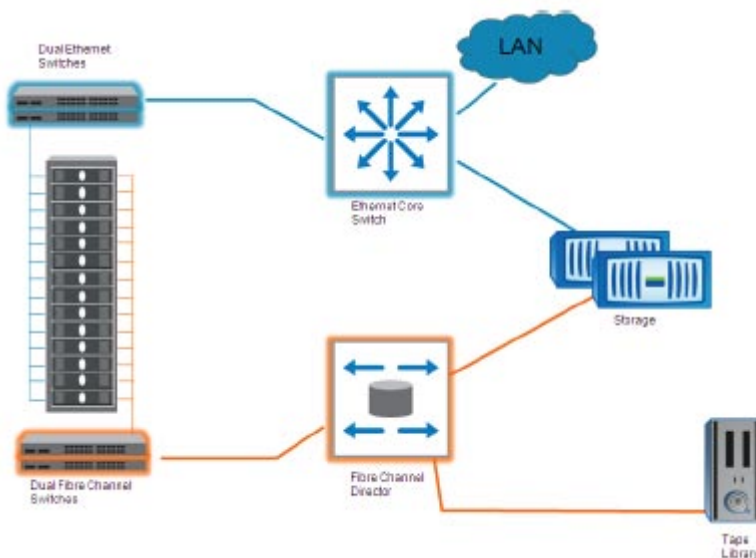 Dual Ethernet
Switches
LAN
Ethernet Core
Switch
Storage
Dual Fibre Channel
Switches
Fibre Channel
Director
Tape